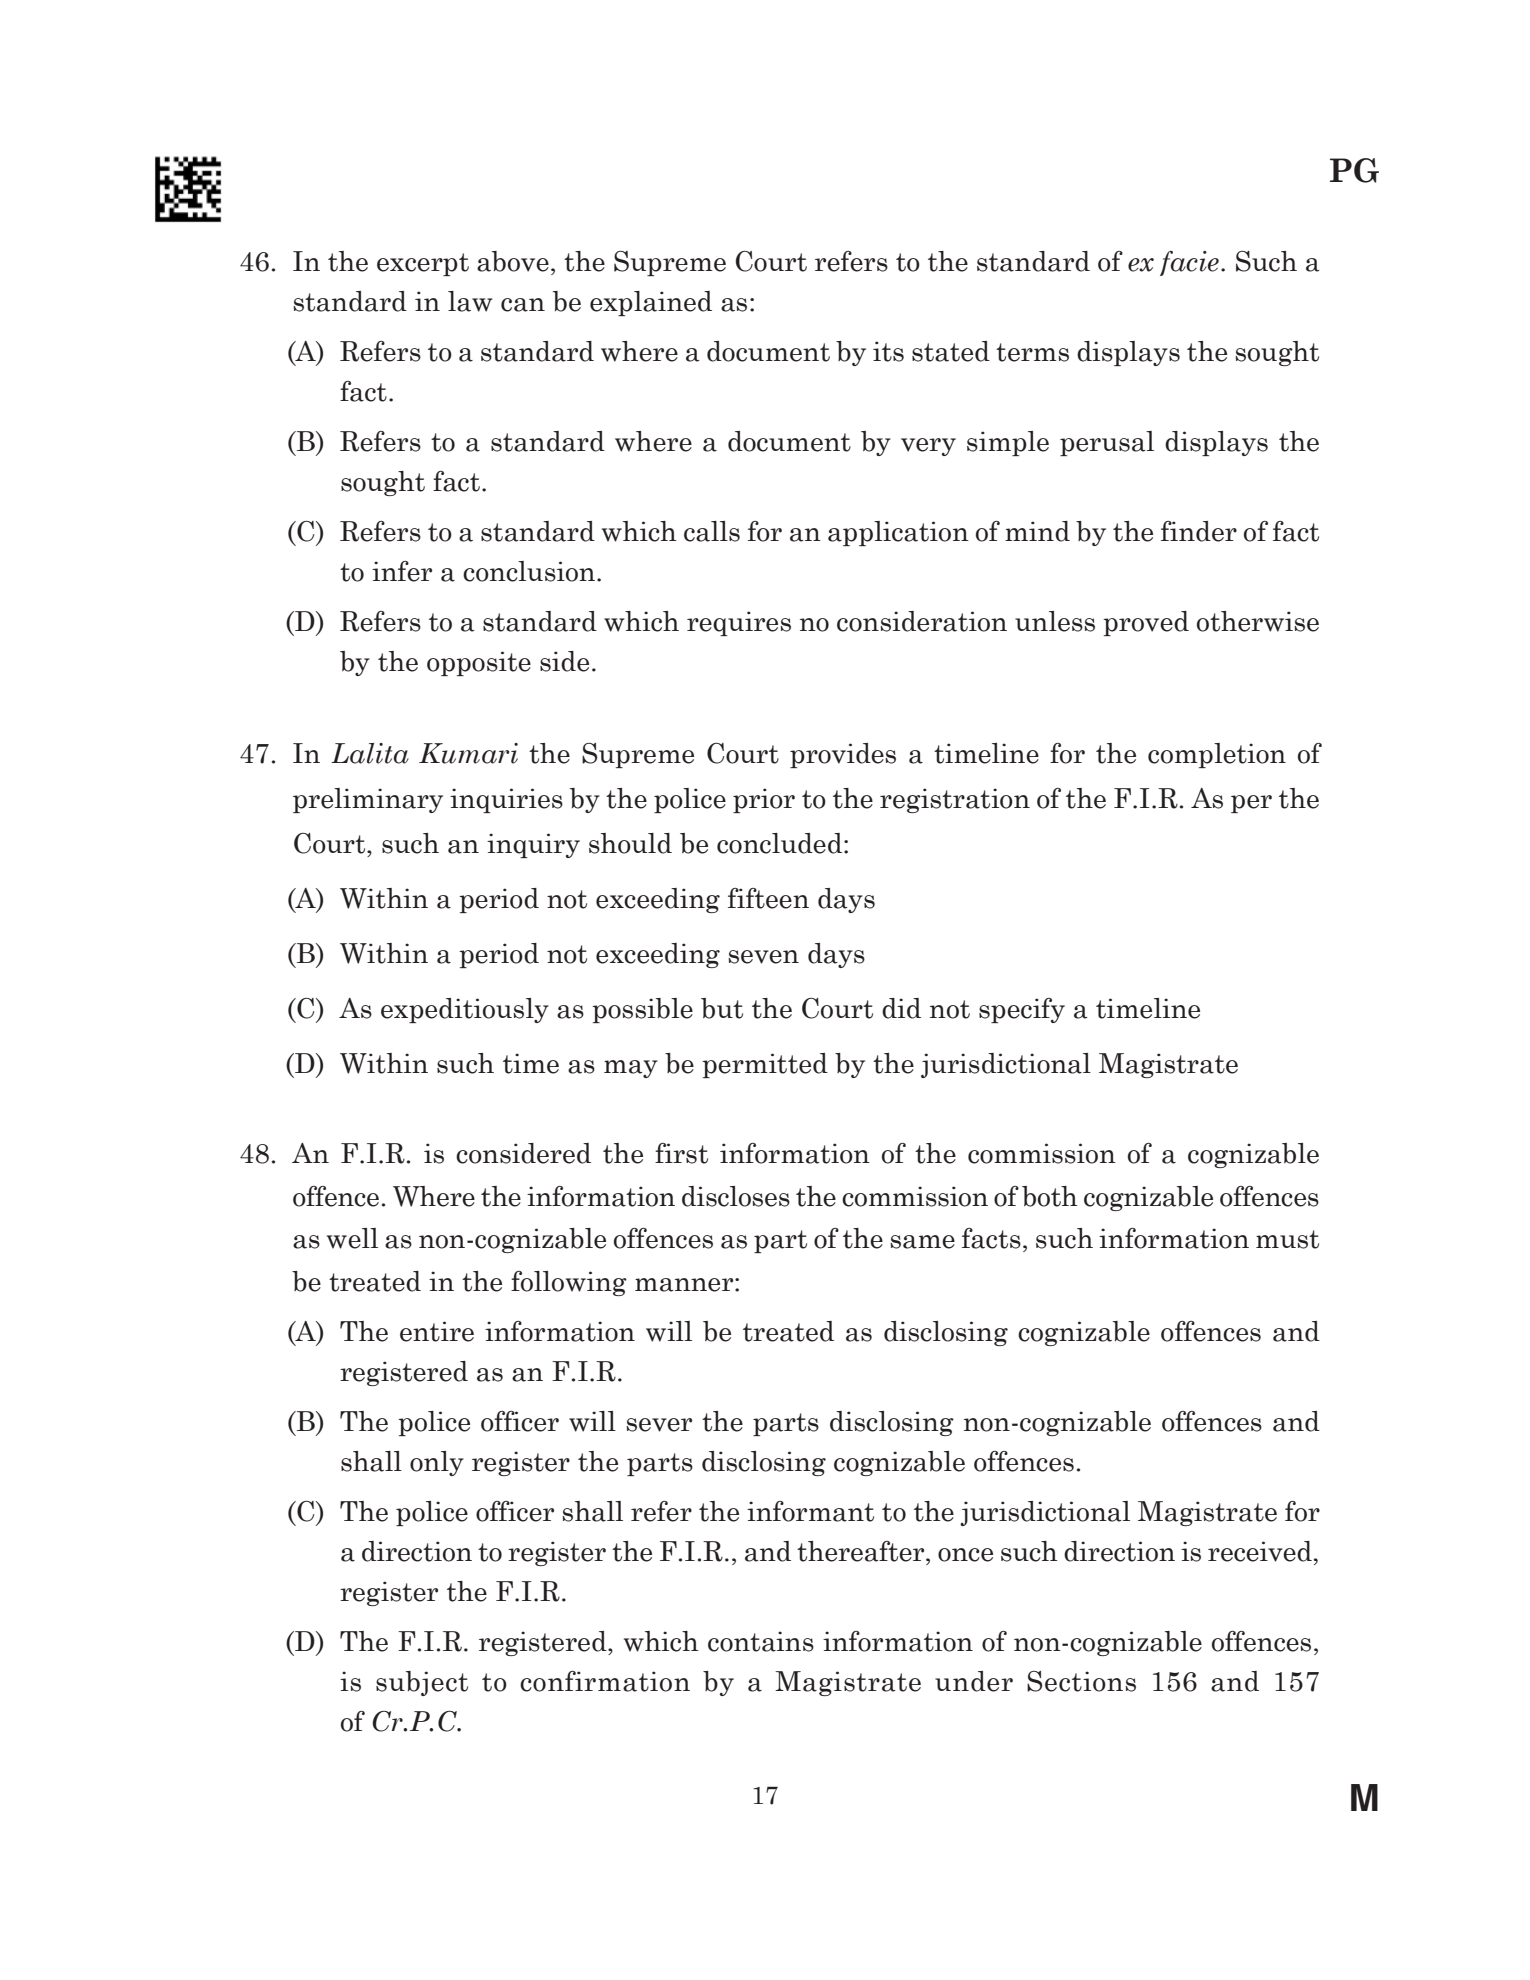 PG
46. In the excerpt above, the Supreme Court refers to the standard of ex facie. Such a
standard in law can be explained as:
(A) Refers to a standard where a document by its stated terms displays the sought
fact.
(B) Refers to a standard where a document by very simple perusal displays the
sought fact.
(C) Refers to a standard which calls for an application of mind by the finder of fact
to infer a conclusion.
(D) Refers to a standard which requires no consideration unless proved otherwise
by the opposite side.
47. In Lalita Kumari the Supreme Court provides a timeline for the completion of
preliminary inquiries by the police prior to the registration of the F.I.R. As per the
Court, such an inquiry should be concluded:
(A) Within a period not exceeding fifteen days
(B) Within a period not exceeding seven days
(C) As expeditiously as possible but the Court did not specify a timeline
(D) Within such time as may be permitted by the jurisdictional Magistrate
48. An F.I.R. is considered the first information of the commission of a cognizable
offence. Where the information discloses the commission of both cognizable offences
as well as non-cognizable offences as part of the same facts, such information must
be treated in the following manner:
(A) The entire information will be treated as disclosing cognizable offences and
registered as an F.I.R.
(B) The police officer will sever the parts disclosing non-cognizable offences and
shall only register the parts disclosing cognizable offences.
(C) The police officer shall refer the informant to the jurisdictional Magistrate for
a direction to register the F.I.R., and thereafter, once such direction is received,
register the F.I.R.
(D) The F.I.R. registered, which contains information of non-cognizable offences,
is subject to confirmation by a Magistrate under Sections 156 and 157
of Cr.P.C.
17
M